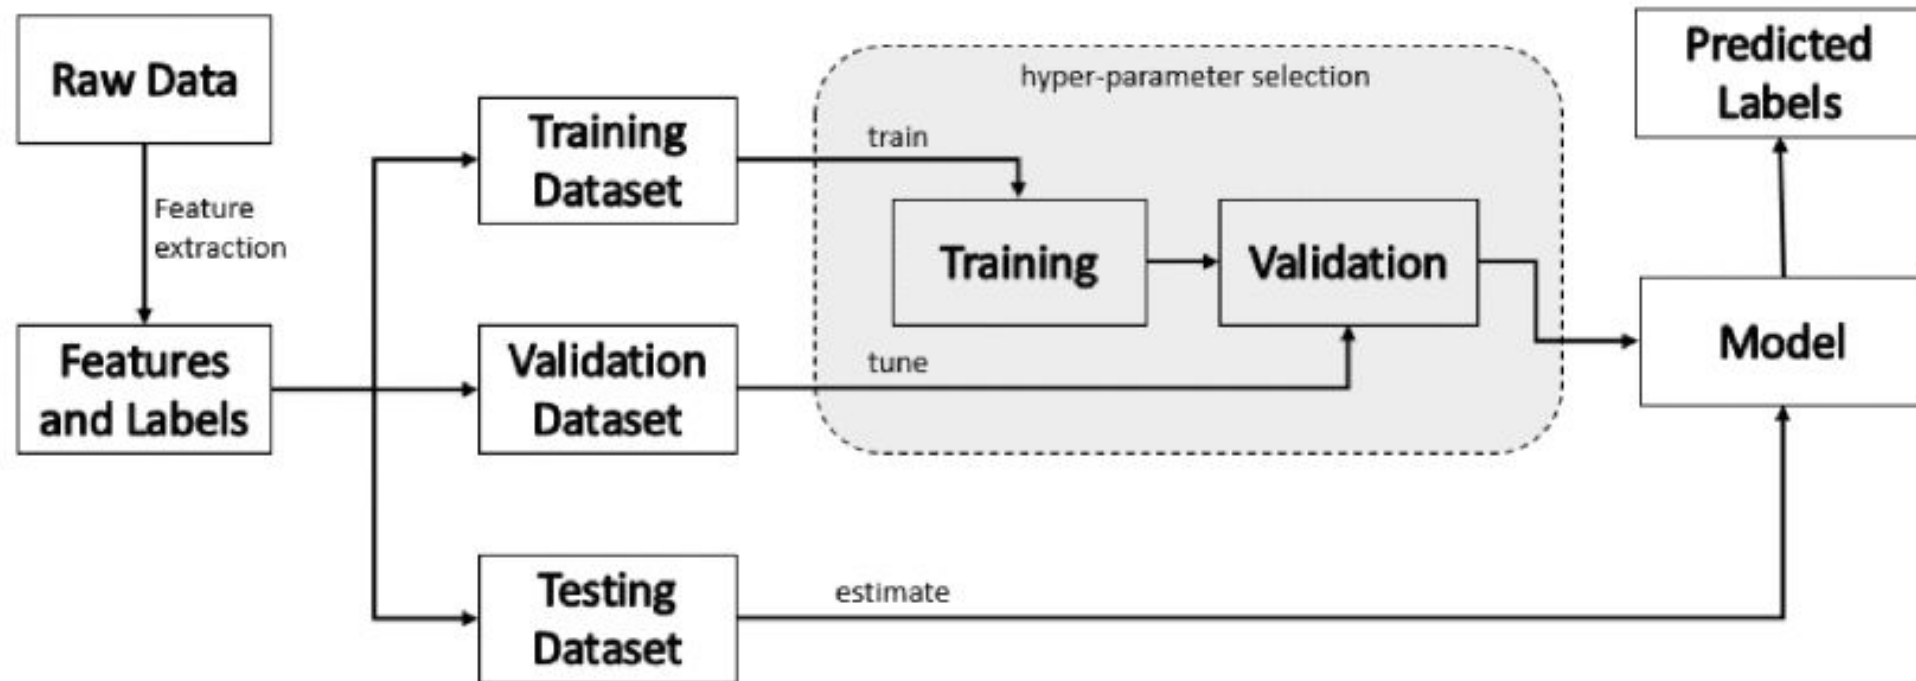 Raw Data
Feature
extraction
Features
and Labels
Training
Dataset
Validation
Dataset
Testing
Dataset
hyper-parameter selection
train
Training
Validation
tune
estimate
Predicted
Labels
Model